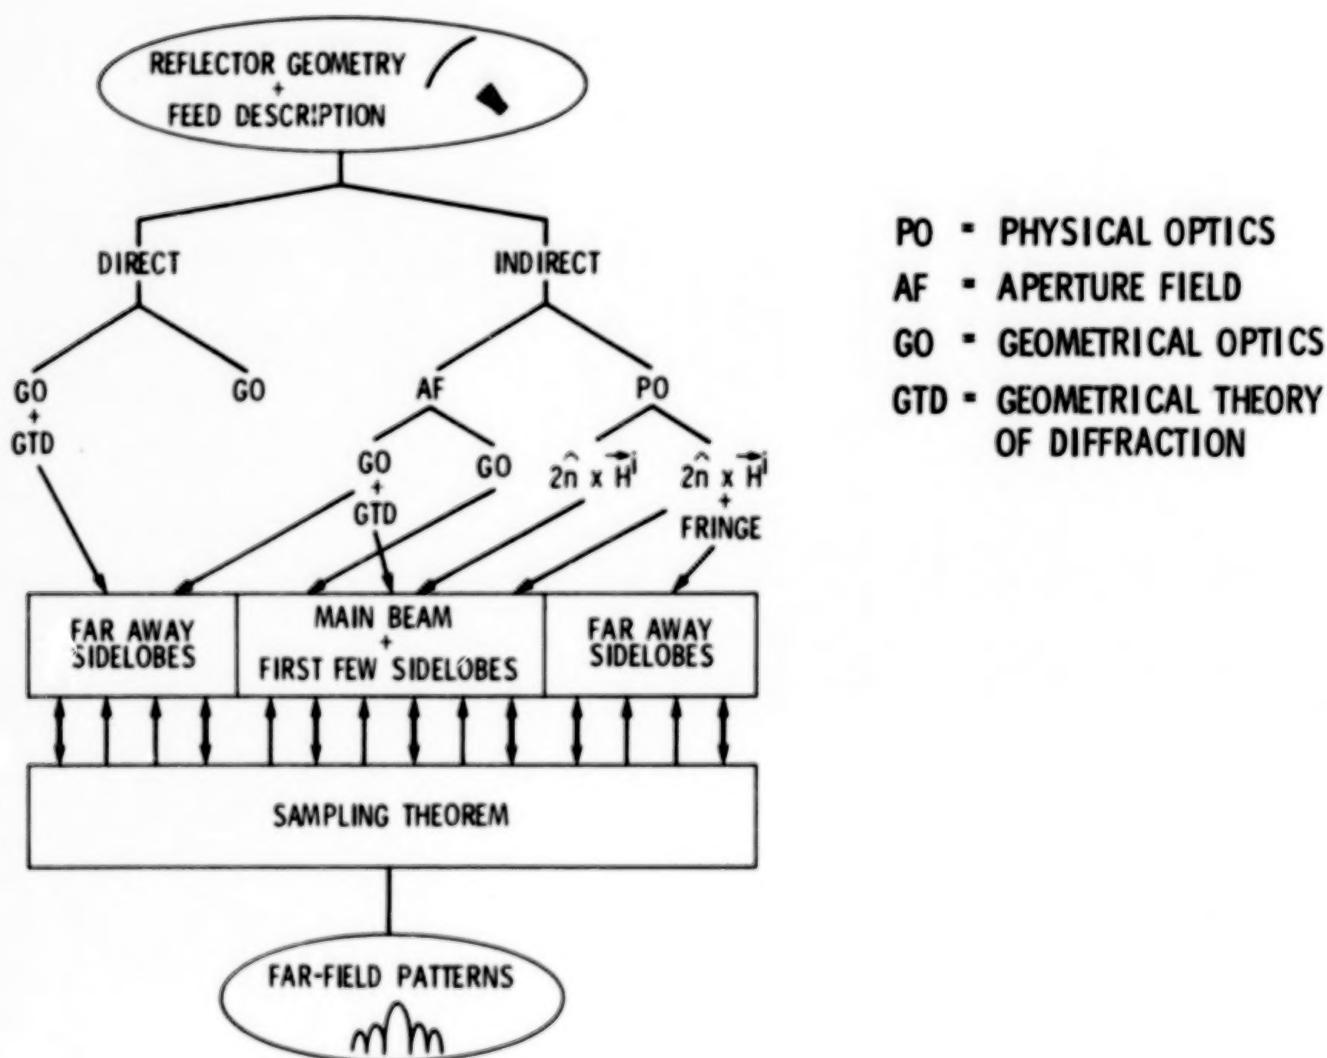 REFLECTOR GEOMETRY
+
FEED DESCRIPTION
DIRECT
INDIRECT
GO
+
GTD
GO
AF
PO
GO
+
GTD
GO
2n̂ x H⃗ⁱ
2n̂ x H⃗ⁱ
+
FRINGE
FAR AWAY
SIDELOBES
MAIN BEAM
+
FIRST FEW SIDELOBES
FAR AWAY
SIDELOBES
SAMPLING THEOREM
FAR-FIELD PATTERNS
PO = PHYSICAL OPTICS
AF = APERTURE FIELD
GO = GEOMETRICAL OPTICS
GTD = GEOMETRICAL THEORY
OF DIFFRACTION